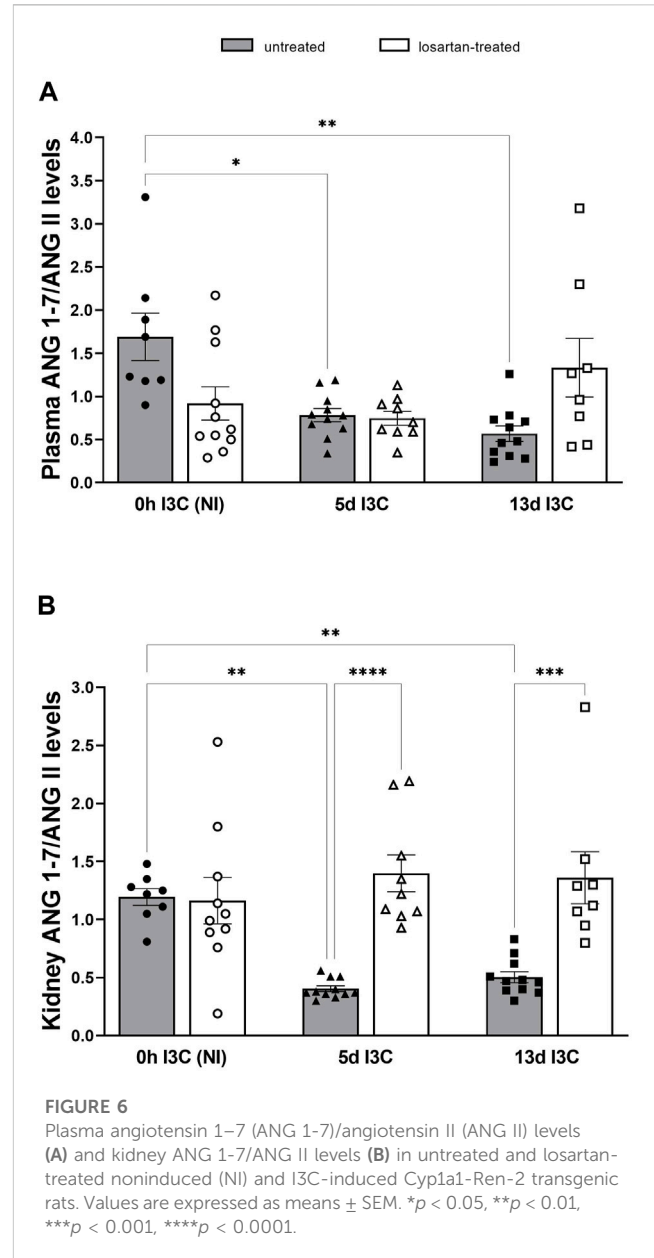 untreated losartan-treated
A
**
*
Plasma ANG 1-7/ANG II levels
4.0
3.5
3.0
2.5
2.0
1.5
1.0
0.5
0.0
0h I3C (NI) 5d I3C 13d I3C
B
**
** **** ***
Kidney ANG 1-7/ANG II levels
3.0
2.5
2.0
1.5
1.0
0.5
0.0
0h I3C (NI) 5d I3C 13d I3C
FIGURE 6
Plasma angiotensin 1–7 (ANG 1-7)/angiotensin II (ANG II) levels
(A) and kidney ANG 1-7/ANG II levels (B) in untreated and losartan-
treated noninduced (NI) and I3C-induced Cyp1a1-Ren-2 transgenic
rats. Values are expressed as means ± SEM. *p < 0.05, **p < 0.01,
***p < 0.001, ****p < 0.0001.